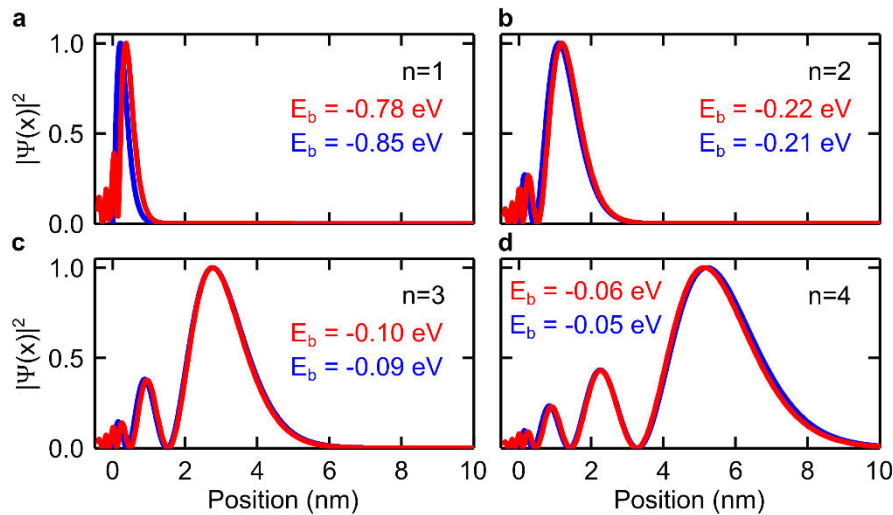 a
b
1.0
0.5
0.0
|Ψ(x)|²
n=1
E_b = -0.78 eV
E_b = -0.85 eV
n=2
E_b = -0.22 eV
E_b = -0.21 eV
c
d
1.0
0.5
0.0
|Ψ(x)|²
n=3
E_b = -0.10 eV
E_b = -0.09 eV
E_b = -0.06 eV
n=4
E_b = -0.05 eV
0 2 4 6 8 10
0 2 4 6 8 10
Position (nm)
Position (nm)